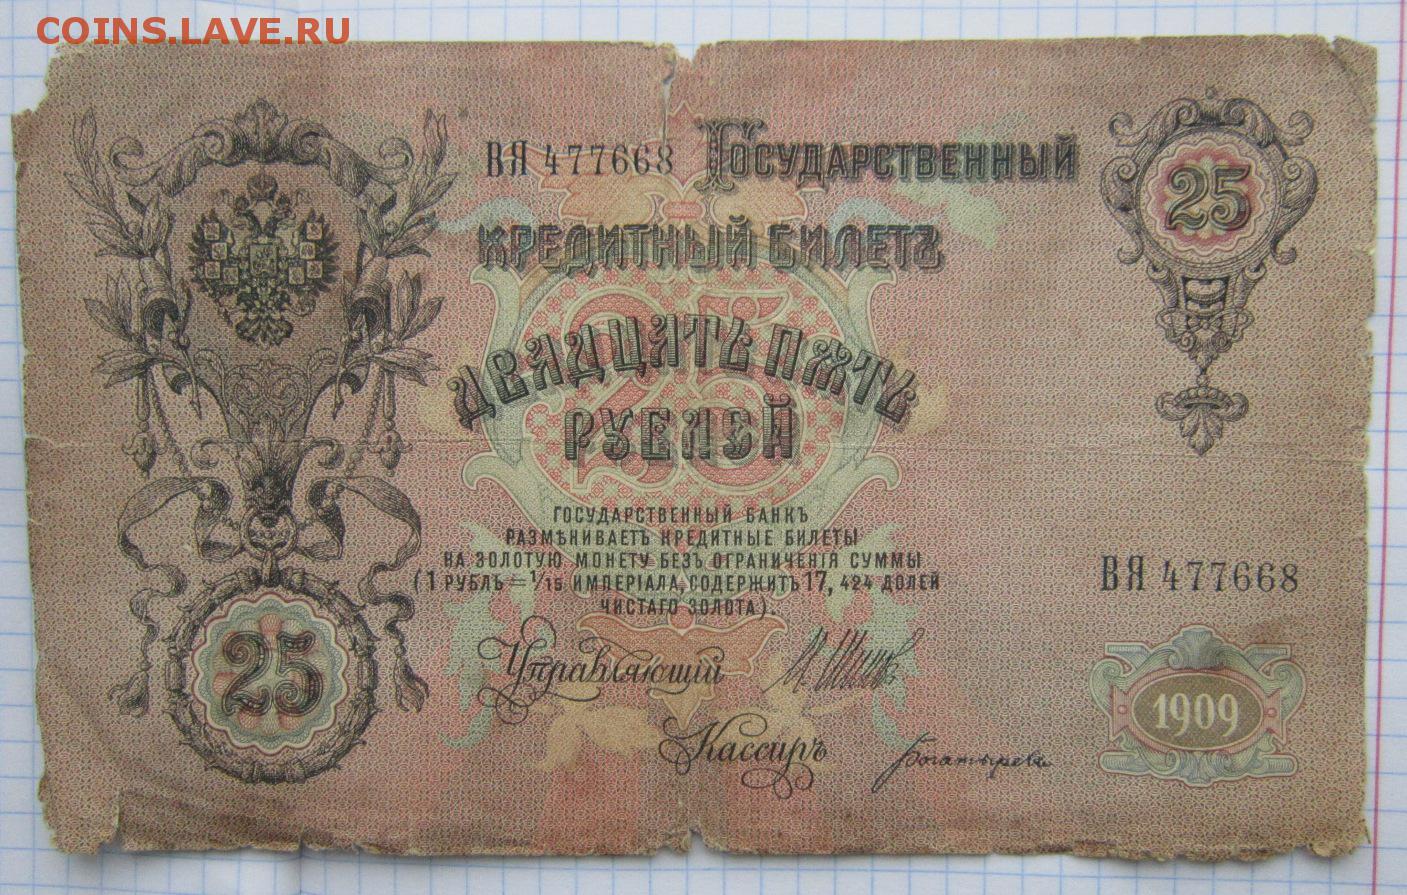 COINS.LAVE.RU
ВЯ 477668 Государственный
25
Кредитный Билетъ
25
Двадцать пять
рублей
Государственный банкъ
размѣниваетъ кредитные билеты
на золотую монету безъ ограниченія суммы
(1 рубль = 1/15 имперіала, содержитъ 17, 424 долей
чистаго золота).
ВЯ 477668
Управляющій
25
1909
Кассиръ
Богатыревъ